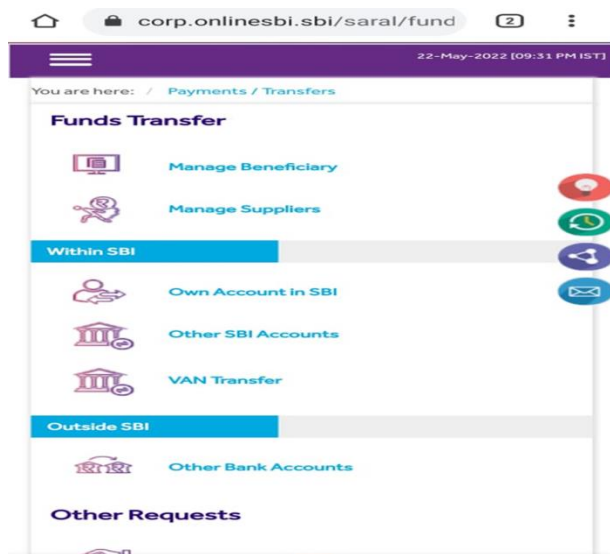 corp.onlinesbi.sbi/saral/fund
2
22-May-2022 [09:31 PM IST]
You are here: / Payments / Transfers
Funds Transfer
Manage Beneficiary
Manage Suppliers
Within SBI
Own Account in SBI
Other SBI Accounts
VAN Transfer
Outside SBI
Other Bank Accounts
Other Requests